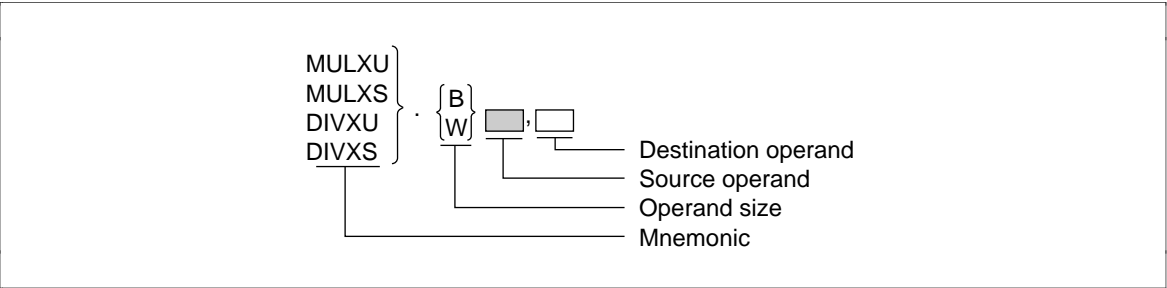 MULXU
MULXS
DIVXU
DIVXS
.
B
W
,
Destination operand
Source operand
Operand size
Mnemonic